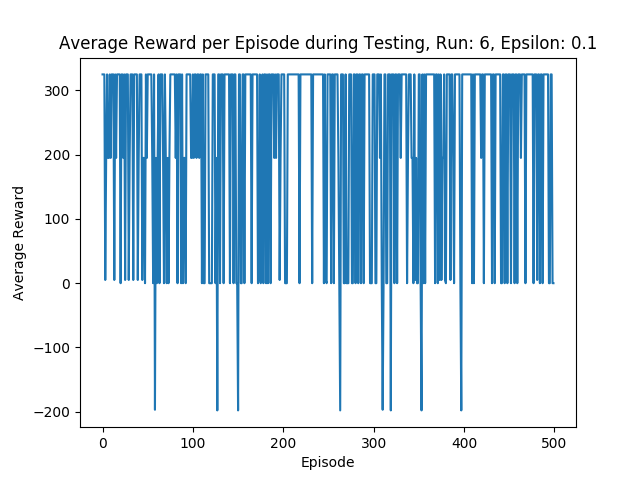 Average Reward per Episode during Testing, Run: 6, Epsilon: 0.1
300
200
100
0
−100
−200
Average Reward
0 100 200 300 400 500
Episode